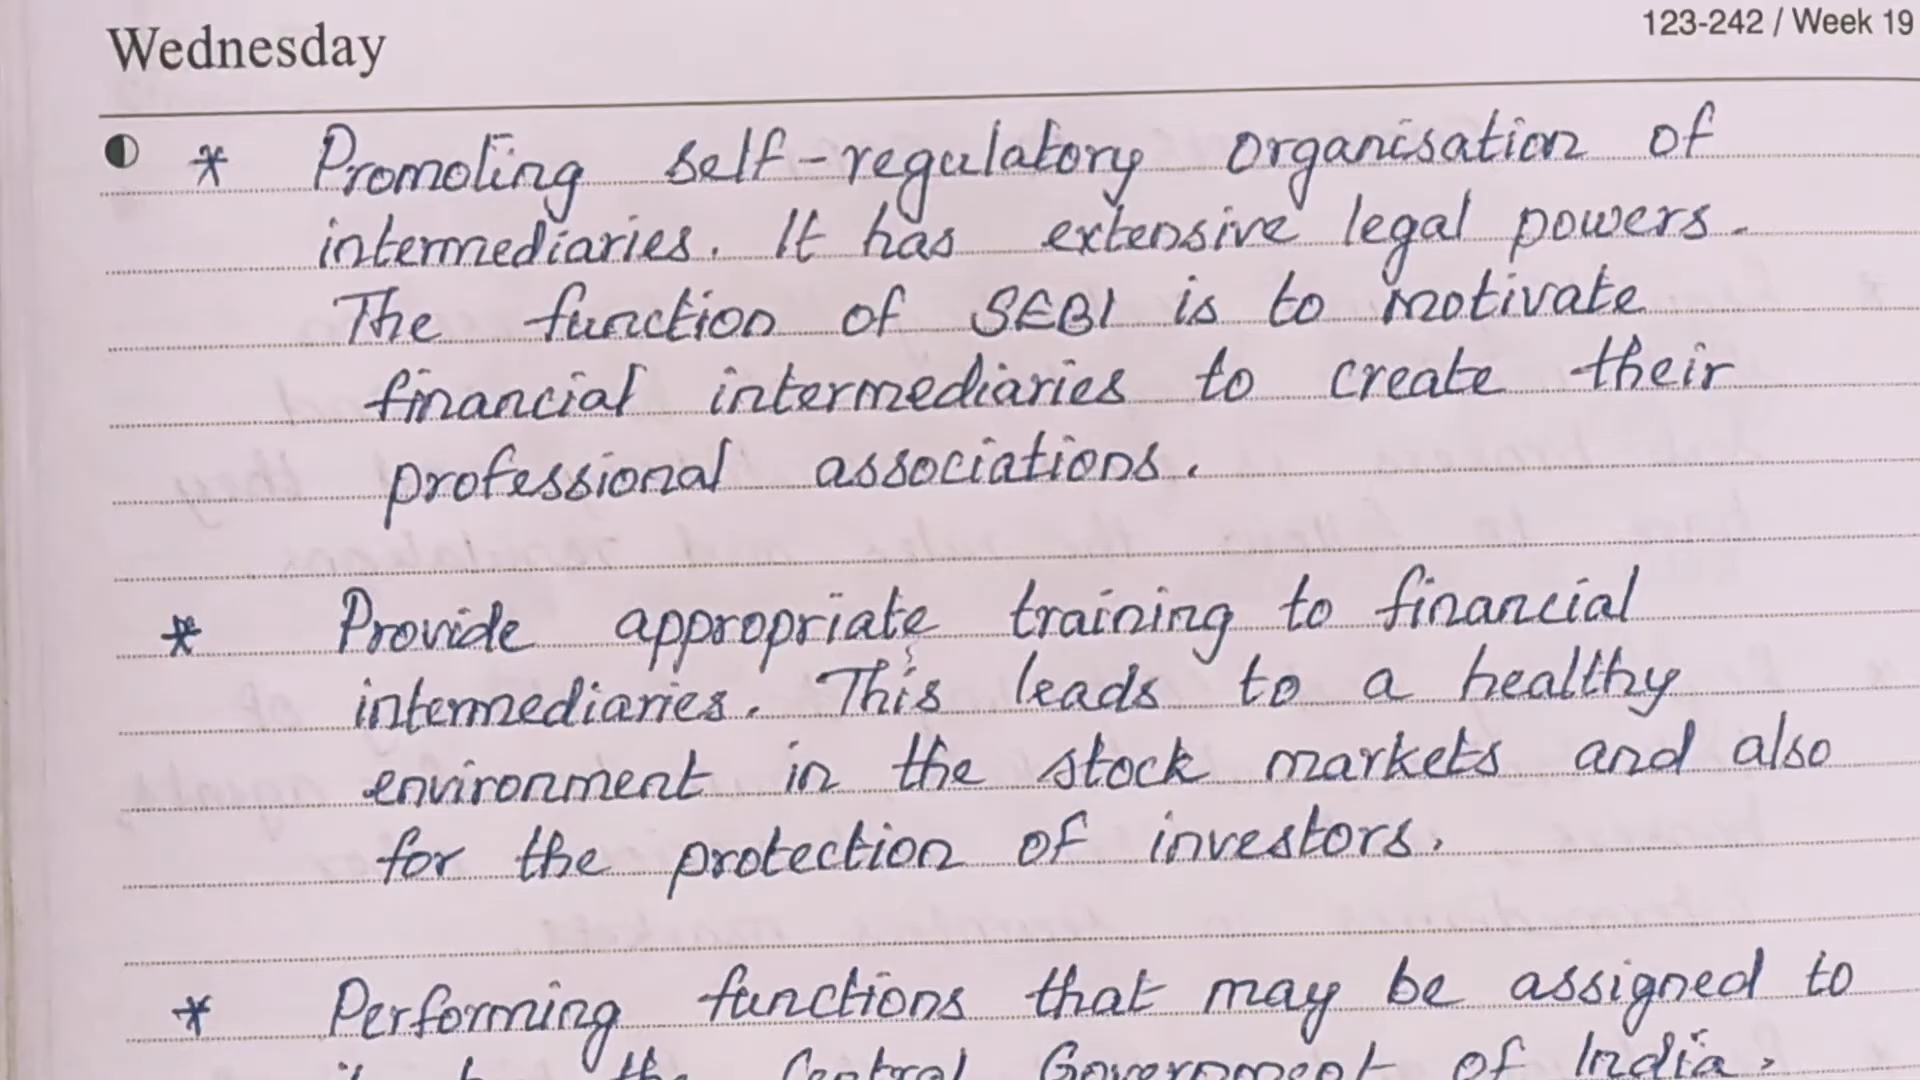 Wednesday
123-242 / Week 19
* Promoting self-regulatory organisation of
intermediaries. It has extensive legal powers.
The function of SEBI is to motivate
financial intermediaries to create their
professional associations.
* Provide appropriate training to financial
intermediaries. This leads to a healthy
environment in the stock markets and also
for the protection of investors.
* Performing functions that may be assigned to
it by the Central Government of India.